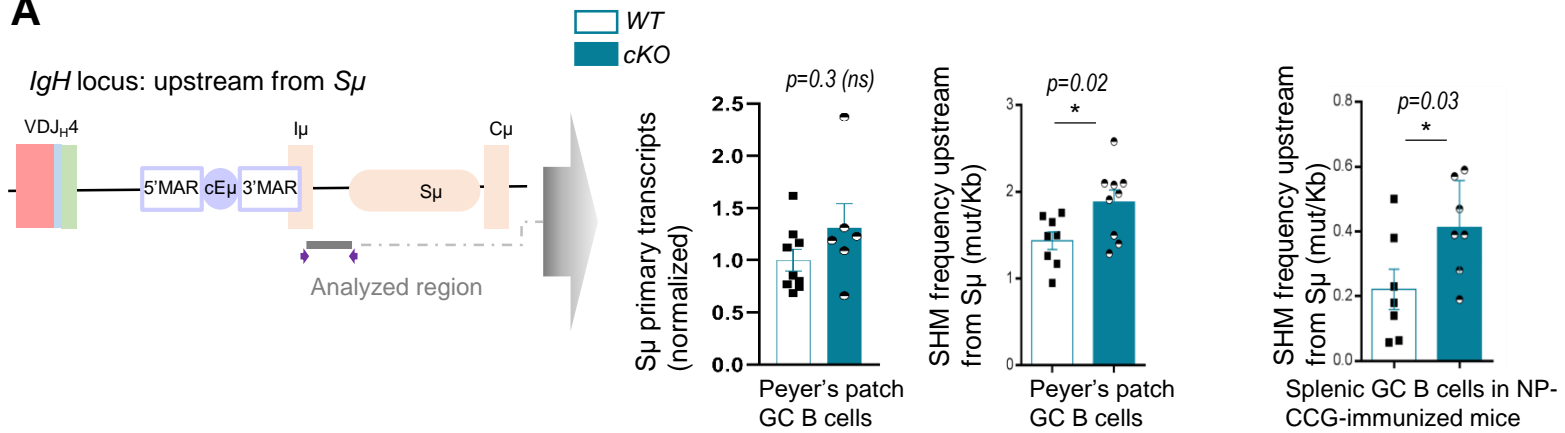 A
WT
cKO
IgH locus: upstream from Sµ
VDJH4
Iµ
Cµ
5'MAR
cEµ
3'MAR
Sµ
Analyzed region
Sµ primary transcripts
(normalized)
p=0.3 (ns)
2.5
2.0
1.5
1.0
0.5
0.0
Peyer's patch
GC B cells
SHM frequency upstream
from Sµ (mut/Kb)
p=0.02
*
3
2
1
0
Peyer's patch
GC B cells
SHM frequency upstream
from Sµ (mut/Kb)
p=0.03
*
0.8
0.6
0.4
0.2
0.0
Splenic GC B cells in NP-
CCG-immunized mice